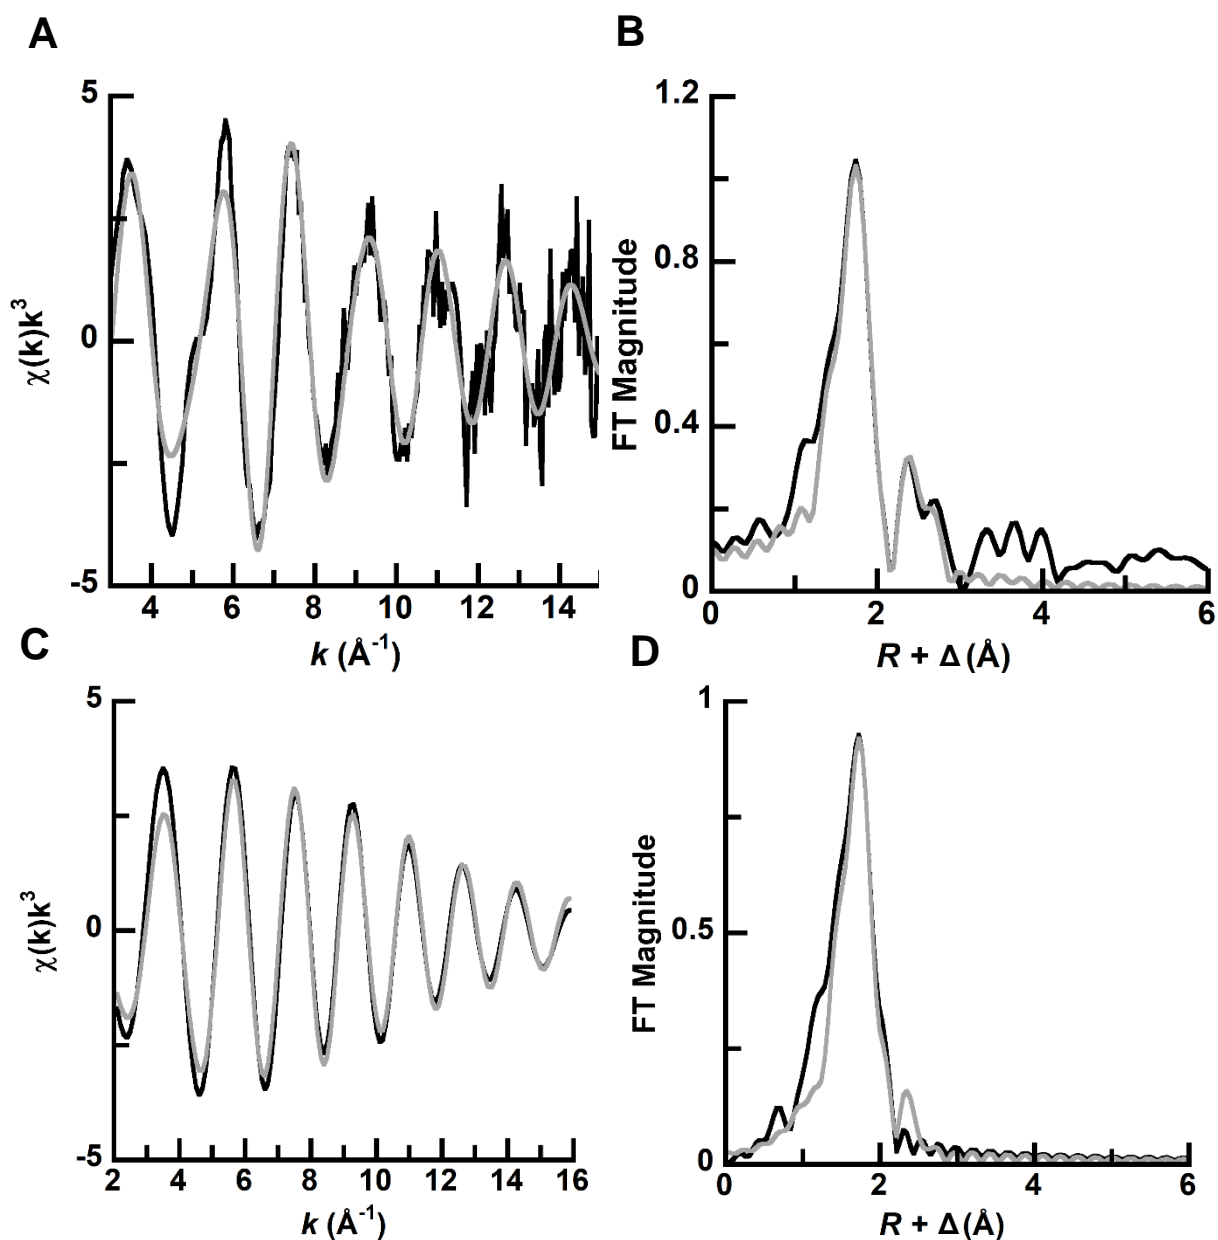 A
5
0
-5
χ(k)k³
4 6 8 10 12 14
k (Å⁻¹)
B
1.2
0.8
0.4
0
FT Magnitude
0 2 4 6
R + Δ (Å)
C
5
0
-5
χ(k)k³
2 4 6 8 10 12 14 16
k (Å⁻¹)
D
1
0.5
0
FT Magnitude
0 2 4 6
R + Δ (Å)